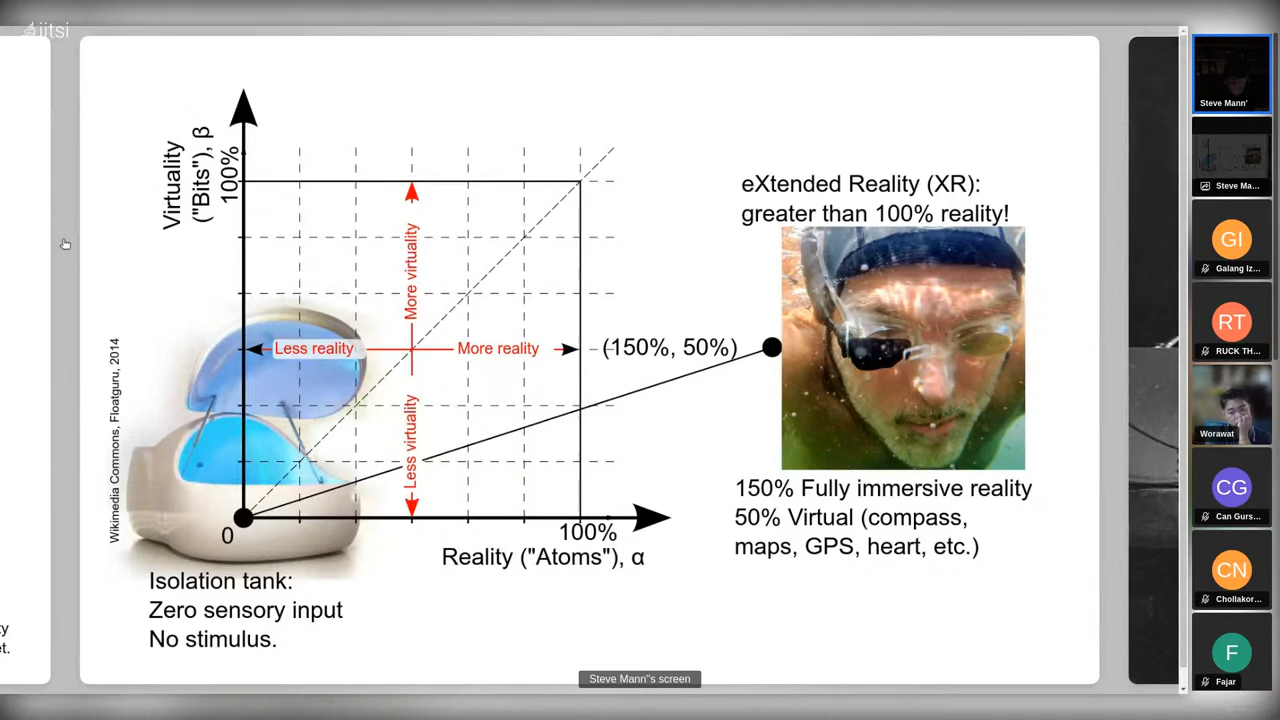 jitsi
Virtuality
("Bits"), β
100%
More virtuality
Less reality
More reality
Less virtuality
(150%, 50%)
0
100%
Reality ("Atoms"), α
Wikimedia Commons, Floatguru, 2014
Isolation tank:
Zero sensory input
No stimulus.
eXtended Reality (XR):
greater than 100% reality!
150% Fully immersive reality
50% Virtual (compass,
maps, GPS, heart, etc.)
ty
et.
Steve Mann''s screen
Steve Mann'
Steve Ma...
GI
Galang Iz...
RT
RUCK TH...
Worawat
CG
Can Gurs...
CN
Chollakor...
F
Fajar